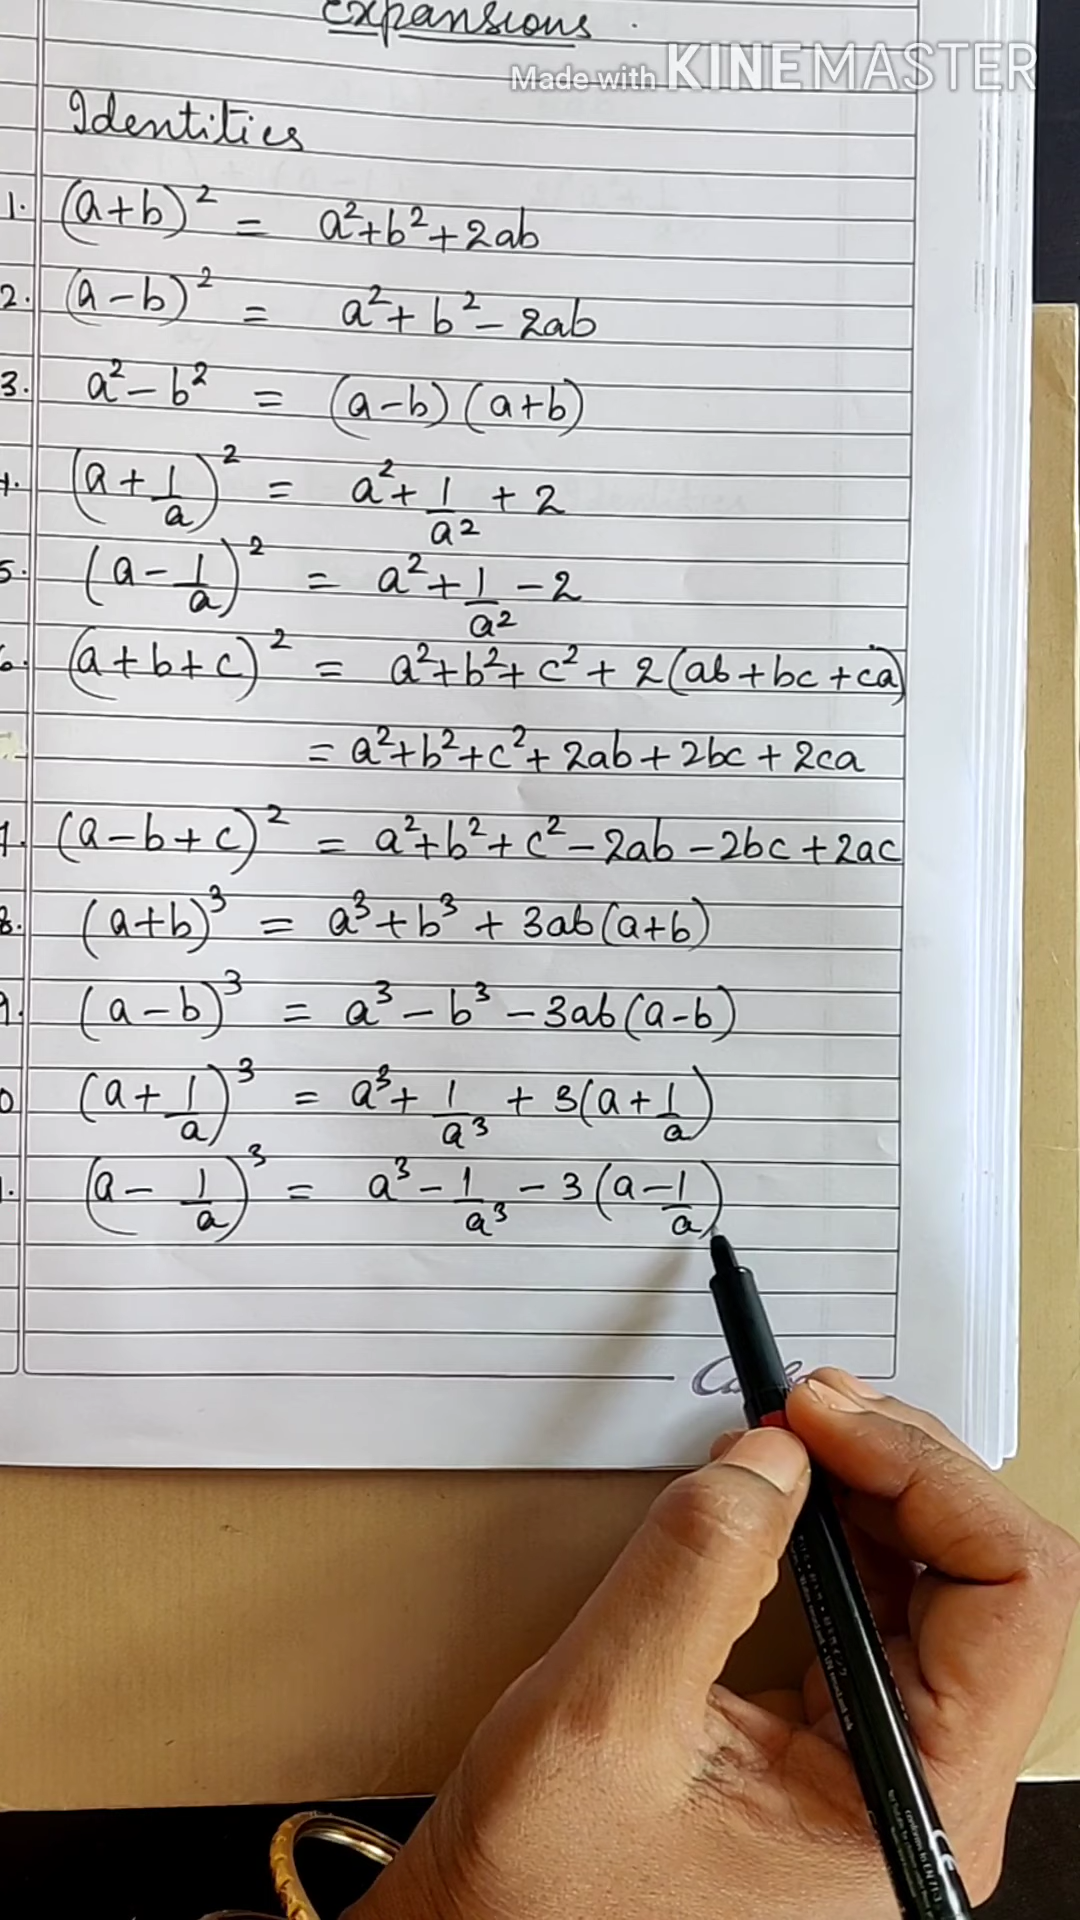 expansions.
Made with KINEMASTER
Identities
1. (a+b)² = a²+b²+2ab
2. (a-b)² = a²+b²-2ab
3. a²-b² = (a-b)(a+b)
4. (a+1/a)² = a²+1/a²+2
5. (a-1/a)² = a²+1/a²-2
6. (a+b+c)² = a²+b²+c²+2(ab+bc+ca)
= a²+b²+c²+2ab+2bc+2ca
7. (a-b+c)² = a²+b²+c²-2ab-2bc+2ac
8. (a+b)³ = a³+b³+3ab(a+b)
9. (a-b)³ = a³-b³-3ab(a-b)
0 (a+1/a)³ = a³+1/a³+3(a+1/a)
1. (a-1/a)³ = a³-1/a³-3(a-1/a)
CE